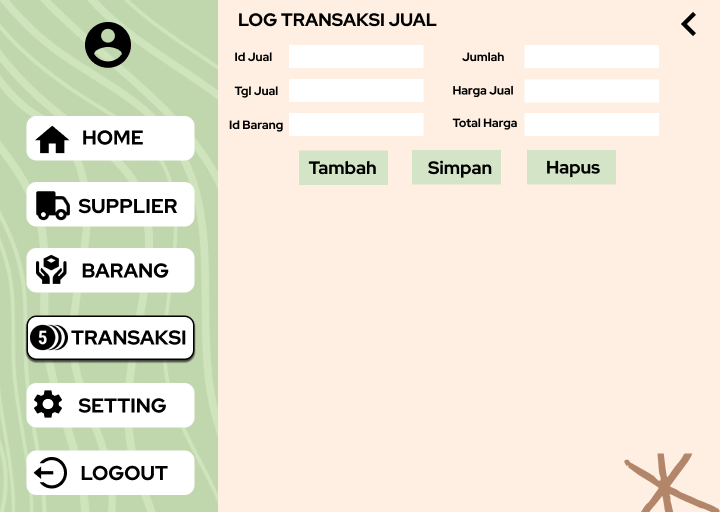 LOG TRANSAKSI JUAL
Id Jual
Jumlah
Tgl Jual
Harga Jual
Id Barang
Total Harga
Tambah
Simpan
Hapus
HOME
SUPPLIER
BARANG
5
TRANSAKSI
SETTING
LOGOUT